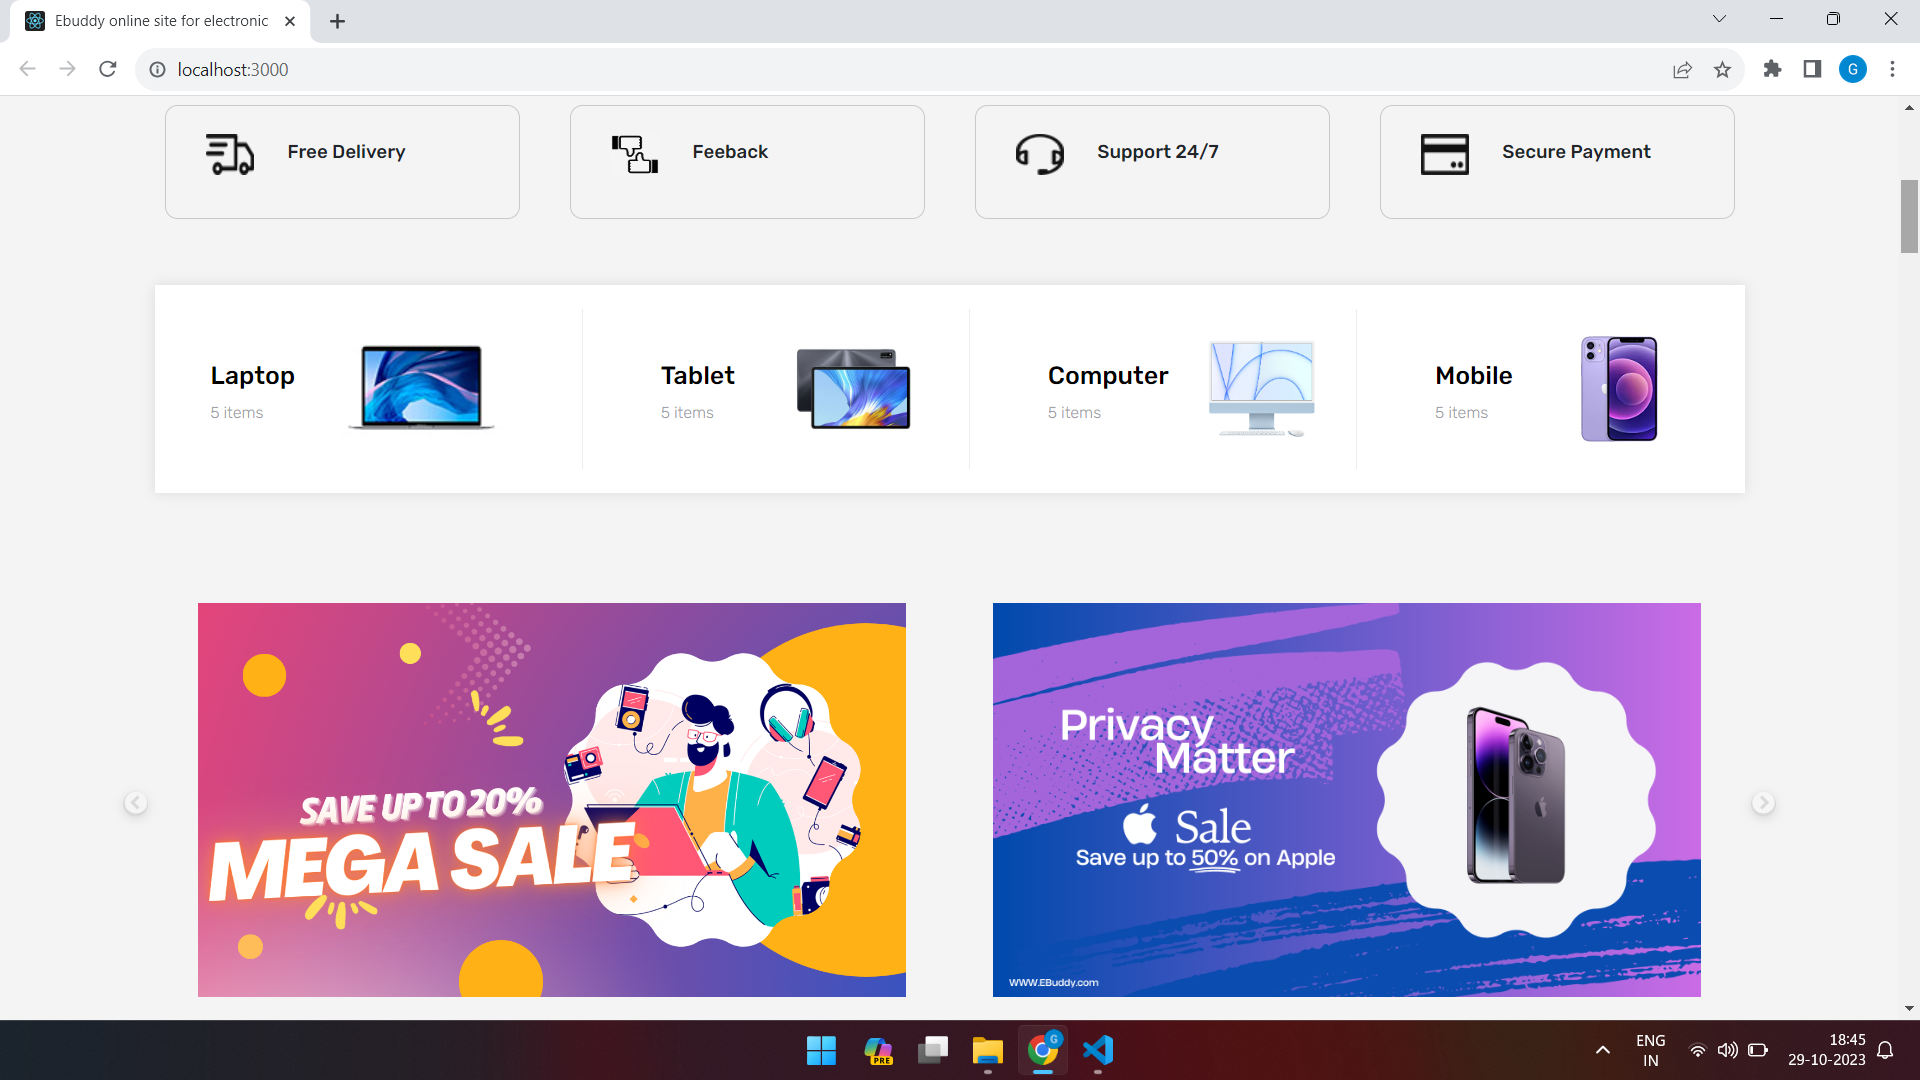 Ebuddy online site for electronic
localhost:3000
G
Free Delivery
Feeback
Support 24/7
Secure Payment
Laptop
5 items
Tablet
5 items
Computer
5 items
Mobile
5 items
SAVE UP TO 20%
MEGA SALE
Privacy
Matter
Sale
Save up to 50% on Apple
WWW.EBuddy.com
PRE
G
ENG
IN
18:45
29-10-2023